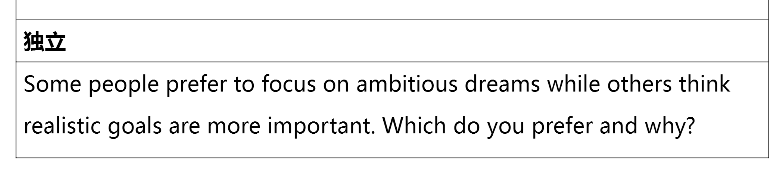 独立
Some people prefer to focus on ambitious dreams while others think
realistic goals are more important. Which do you prefer and why?